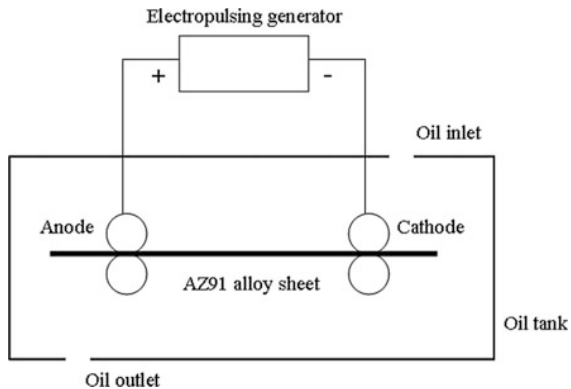 Electropulsing generator
+
-
Oil inlet
Anode
Cathode
AZ91 alloy sheet
Oil tank
Oil outlet